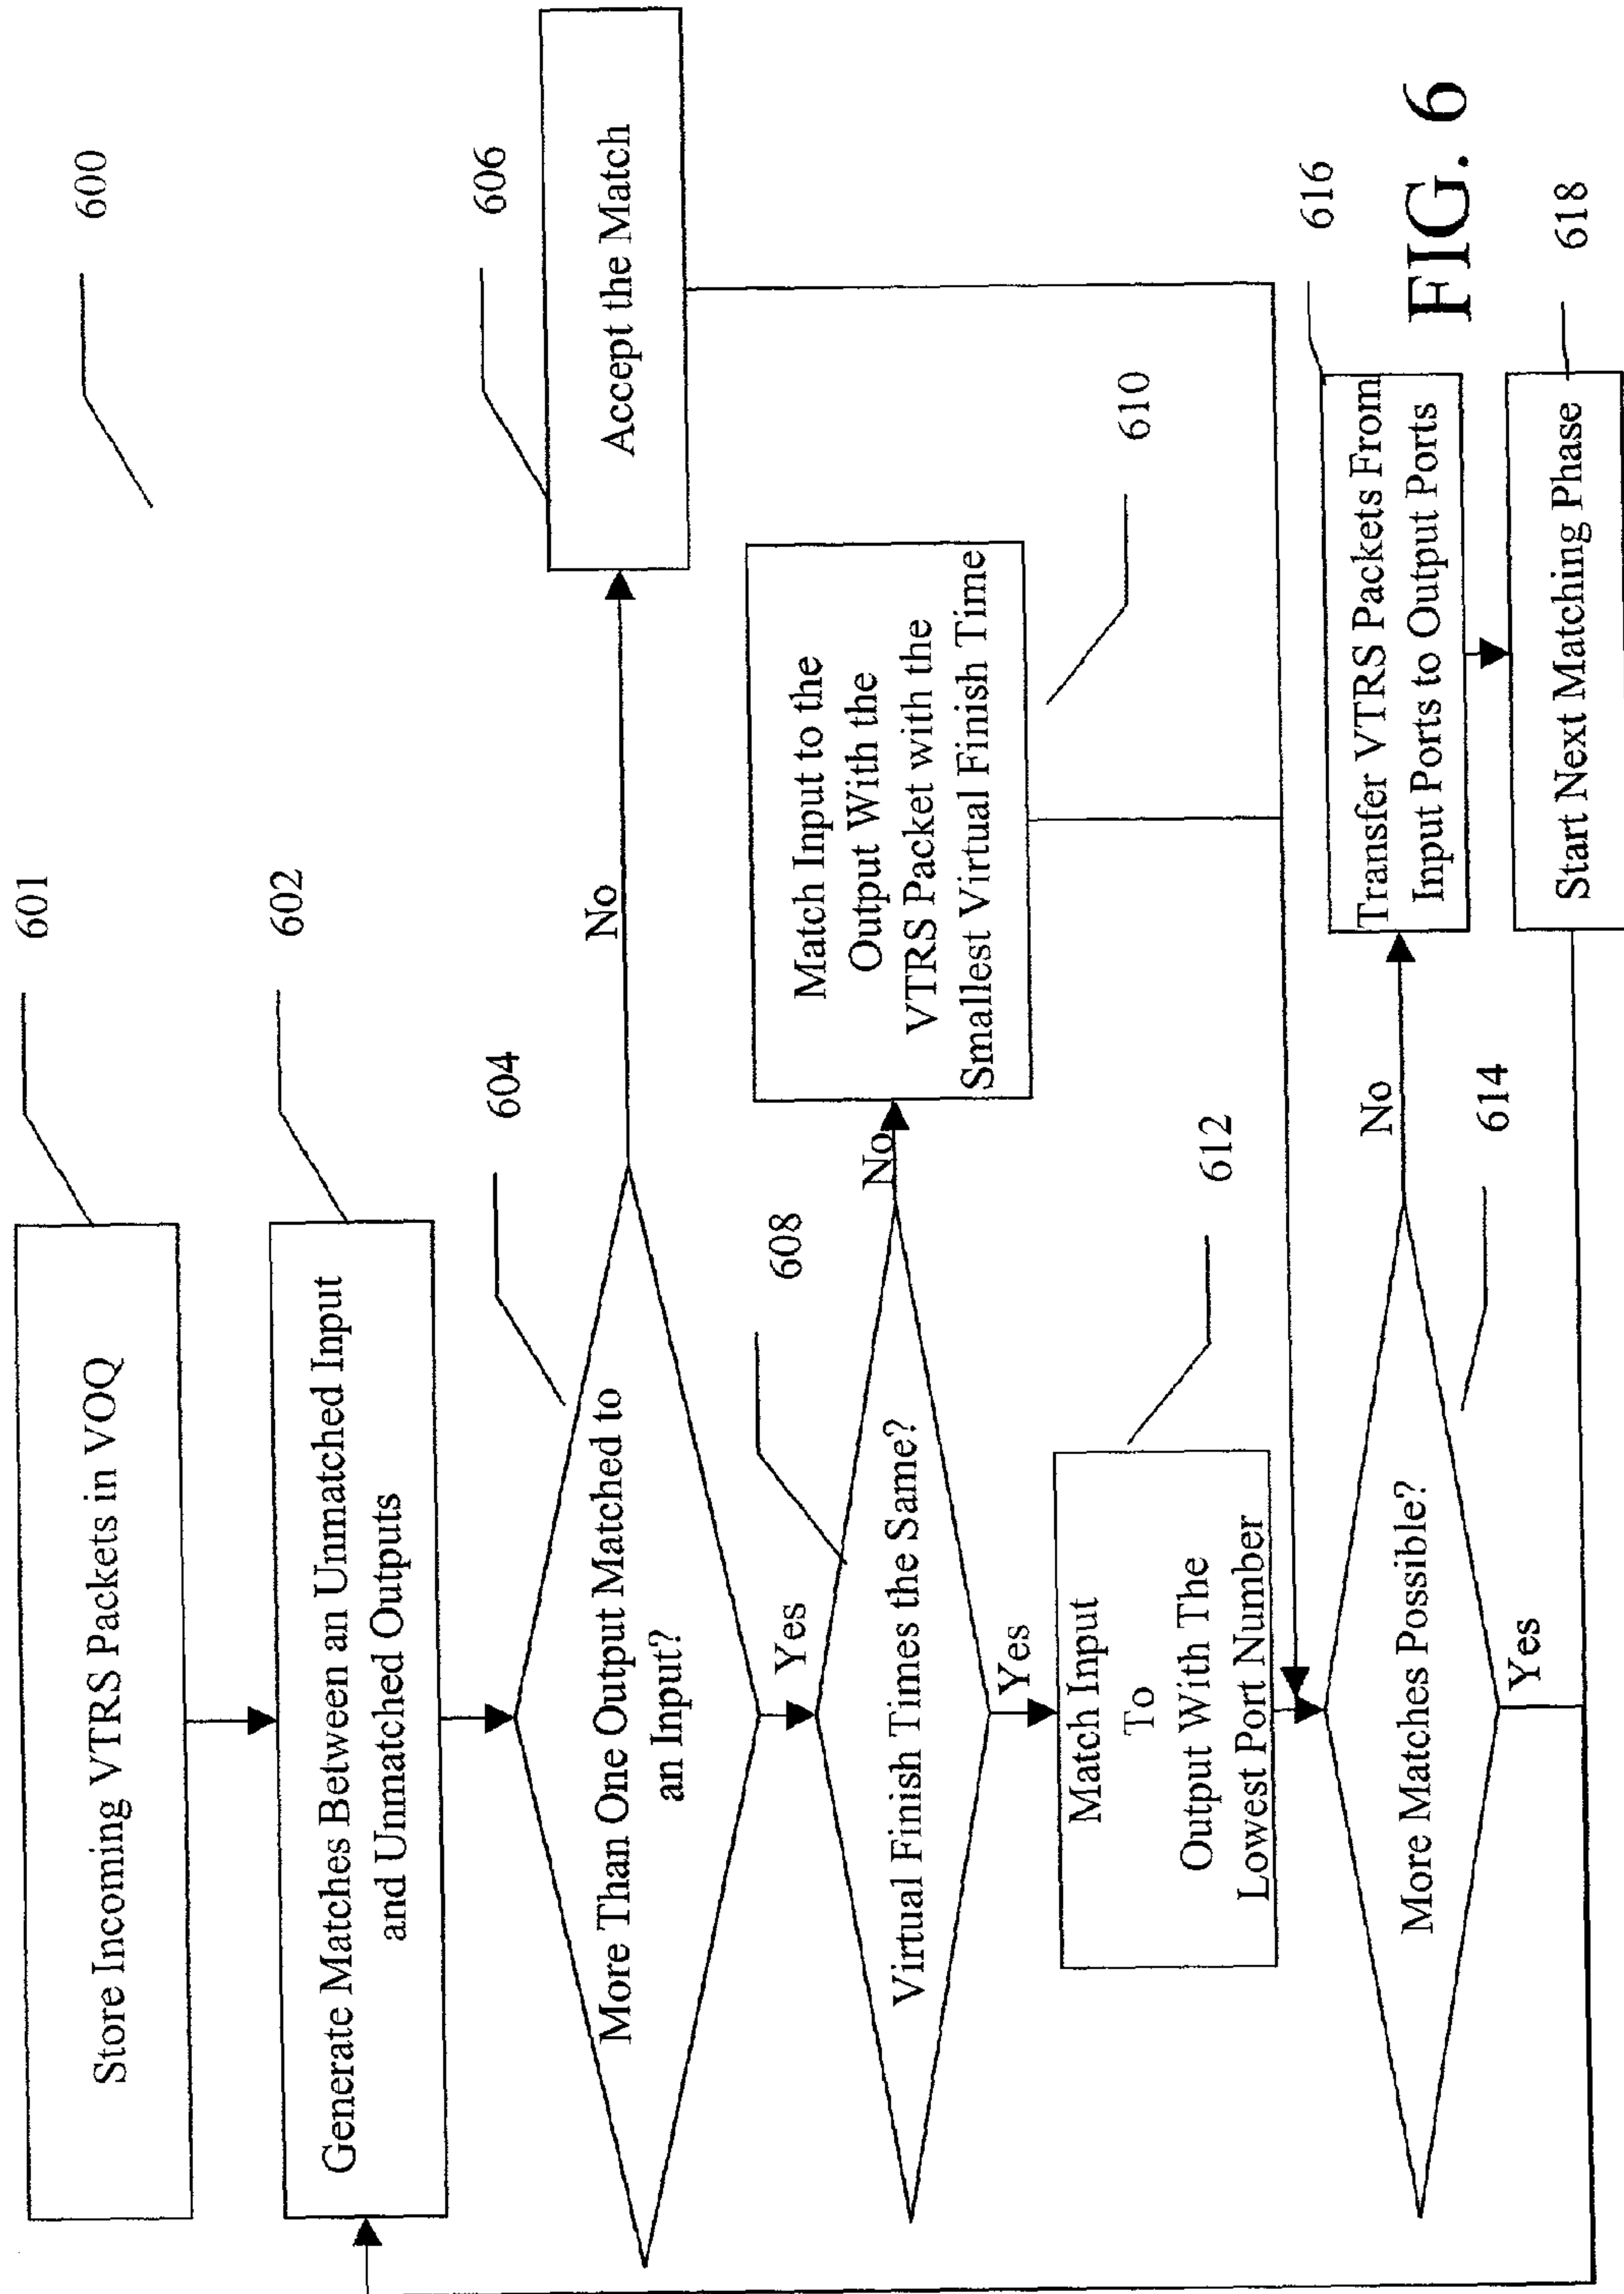 600
601
Store Incoming VTRS Packets in VOQ
602
Generate Matches Between an Unmatched Input
and Unmatched Outputs
604
More Than One Output Matched to
an Input?
No
606
Accept the Match
Yes
608
Virtual Finish Times the Same?
No
Match Input to the
Output With the
VTRS Packet with the
Smallest Virtual Finish Time
610
Yes
612
Match Input
To
Output With The
Lowest Port Number
More Matches Possible?
614
No
616
Transfer VTRS Packets From
Input Ports to Output Ports
Yes
618
Start Next Matching Phase
FIG. 6